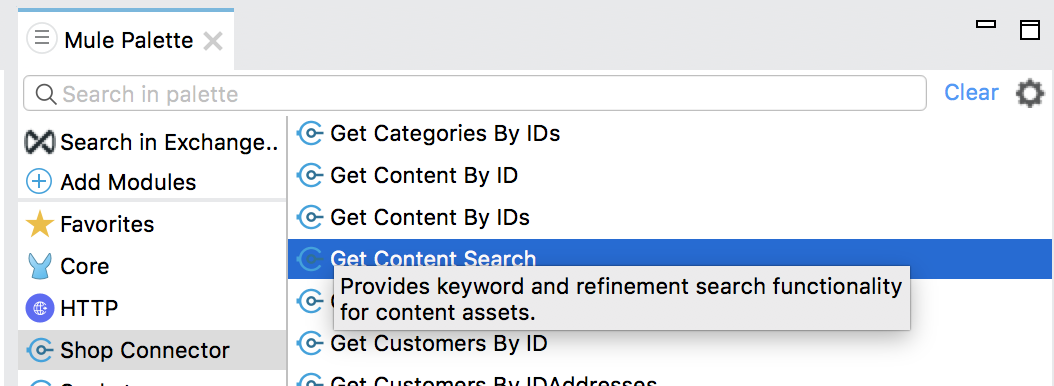 Mule Palette
Search in palette
Clear
Search in Exchange..
Add Modules
Favorites
Core
HTTP
Shop Connector
Get Categories By IDs
Get Content By ID
Get Content By IDs
Get Content Search
Provides keyword and refinement search functionality
for content assets.
Get Customers By ID
Get Customers By IDAddresses